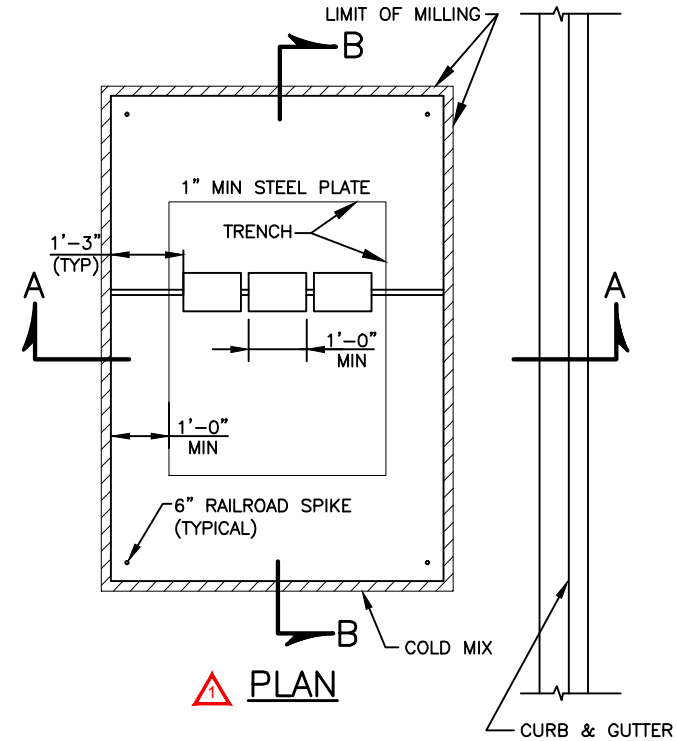 LIMIT OF MILLING
B
1" MIN STEEL PLATE
TRENCH
1'-3"
(TYP)
A
A
1'-0"
MIN
1'-0"
MIN
6" RAILROAD SPIKE
(TYPICAL)
B
COLD MIX
1
PLAN
CURB & GUTTER